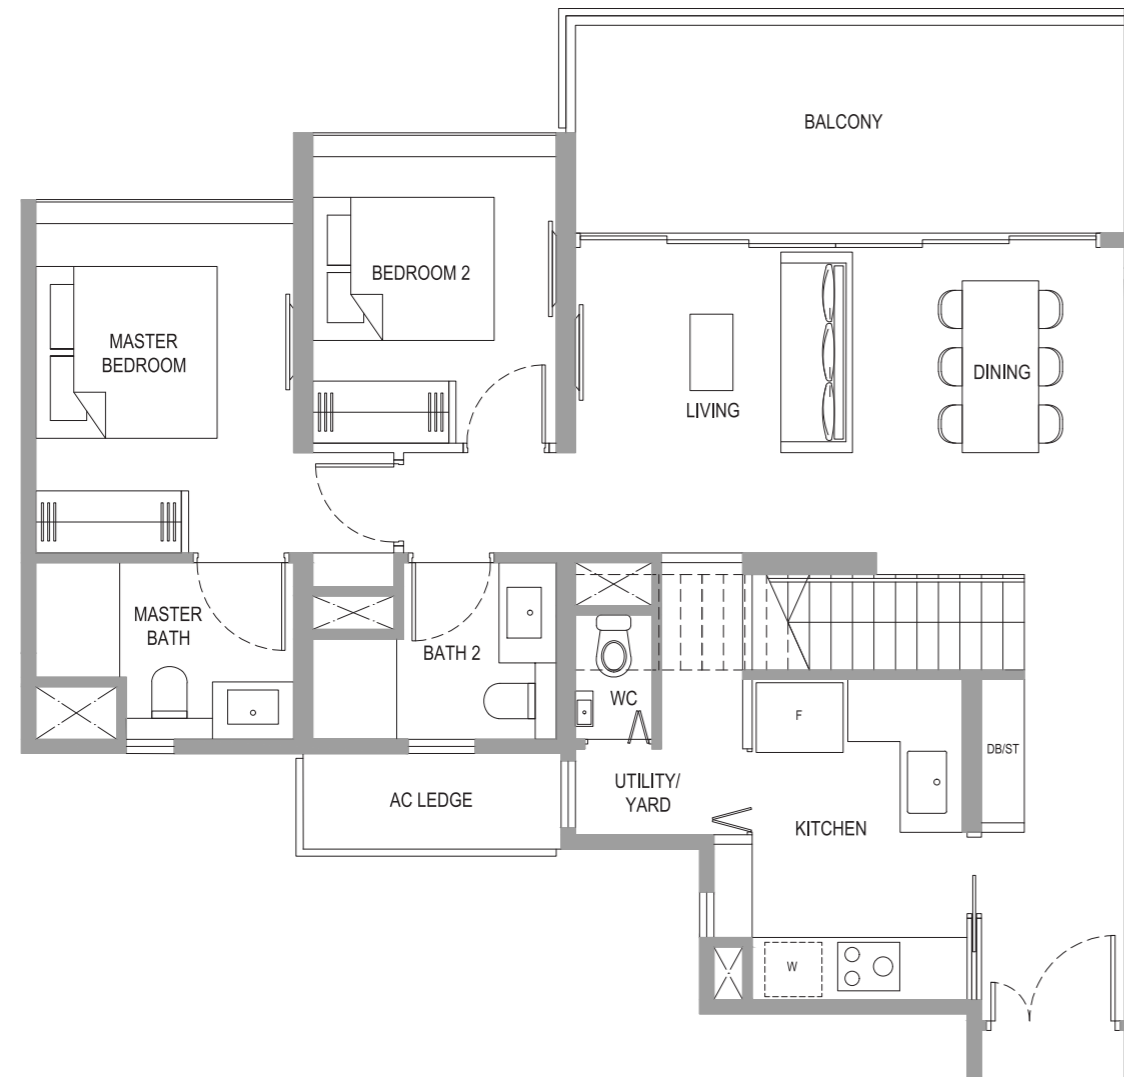 BALCONY
BEDROOM 2
MASTER
BEDROOM
DINING
LIVING
MASTER
BATH
BATH 2
WC
F
DB/ST
UTILITY/
YARD
AC LEDGE
KITCHEN
W